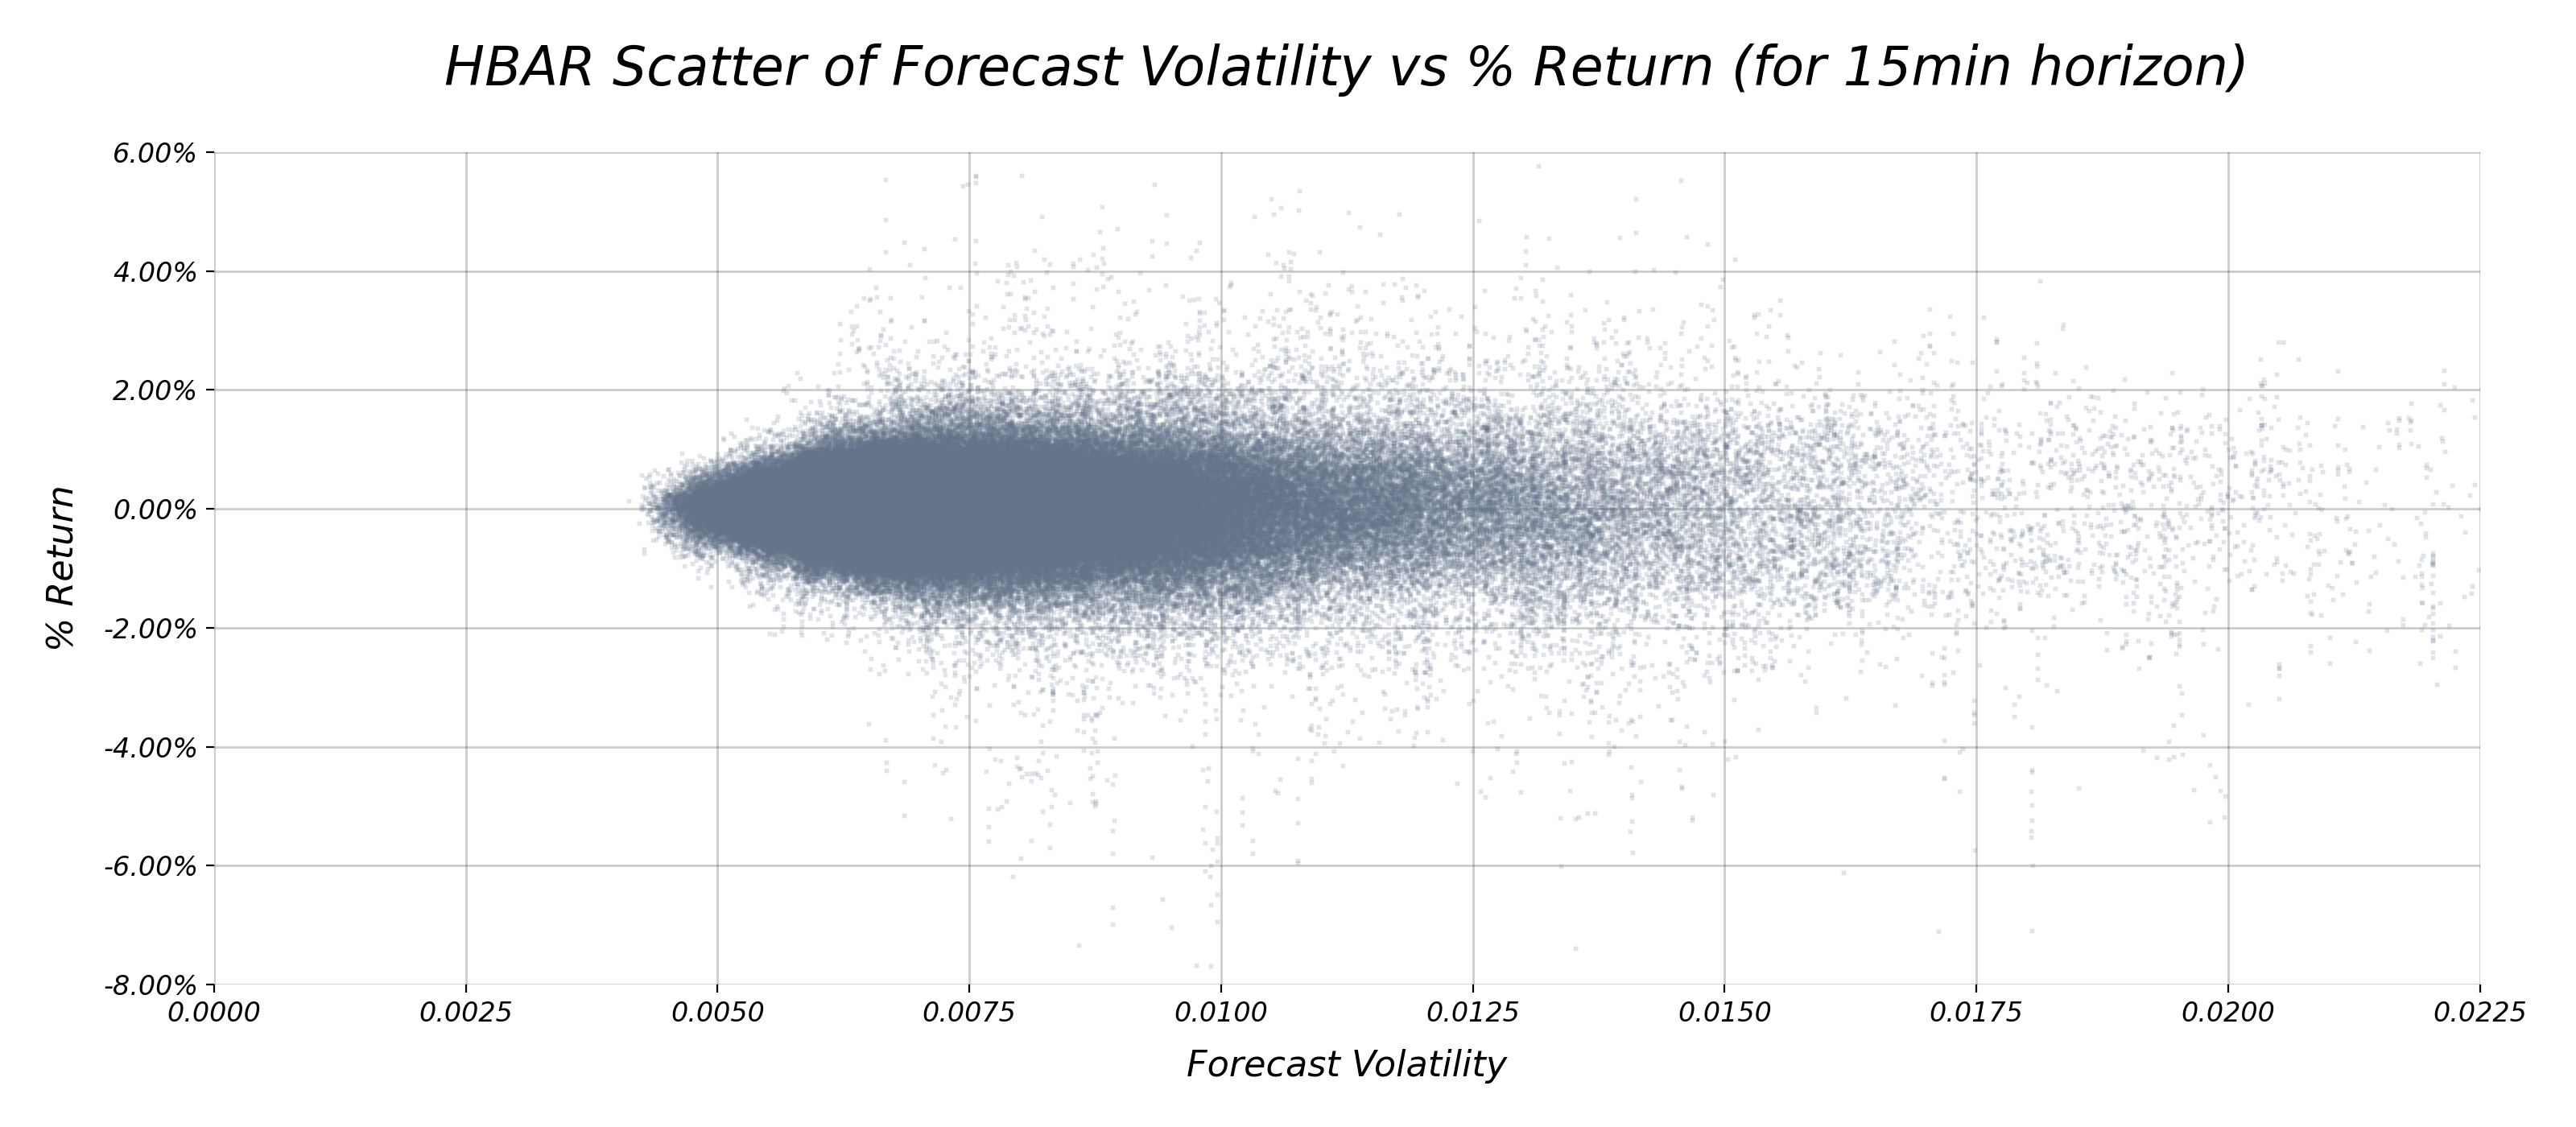 HBAR Scatter of Forecast Volatility vs % Return (for 15min horizon)
6.00%
4.00%
2.00%
0.00%
-2.00%
-4.00%
-6.00%
-8.00%
% Return
0.0000 0.0025 0.0050 0.0075 0.0100 0.0125 0.0150 0.0175 0.0200 0.0225
Forecast Volatility